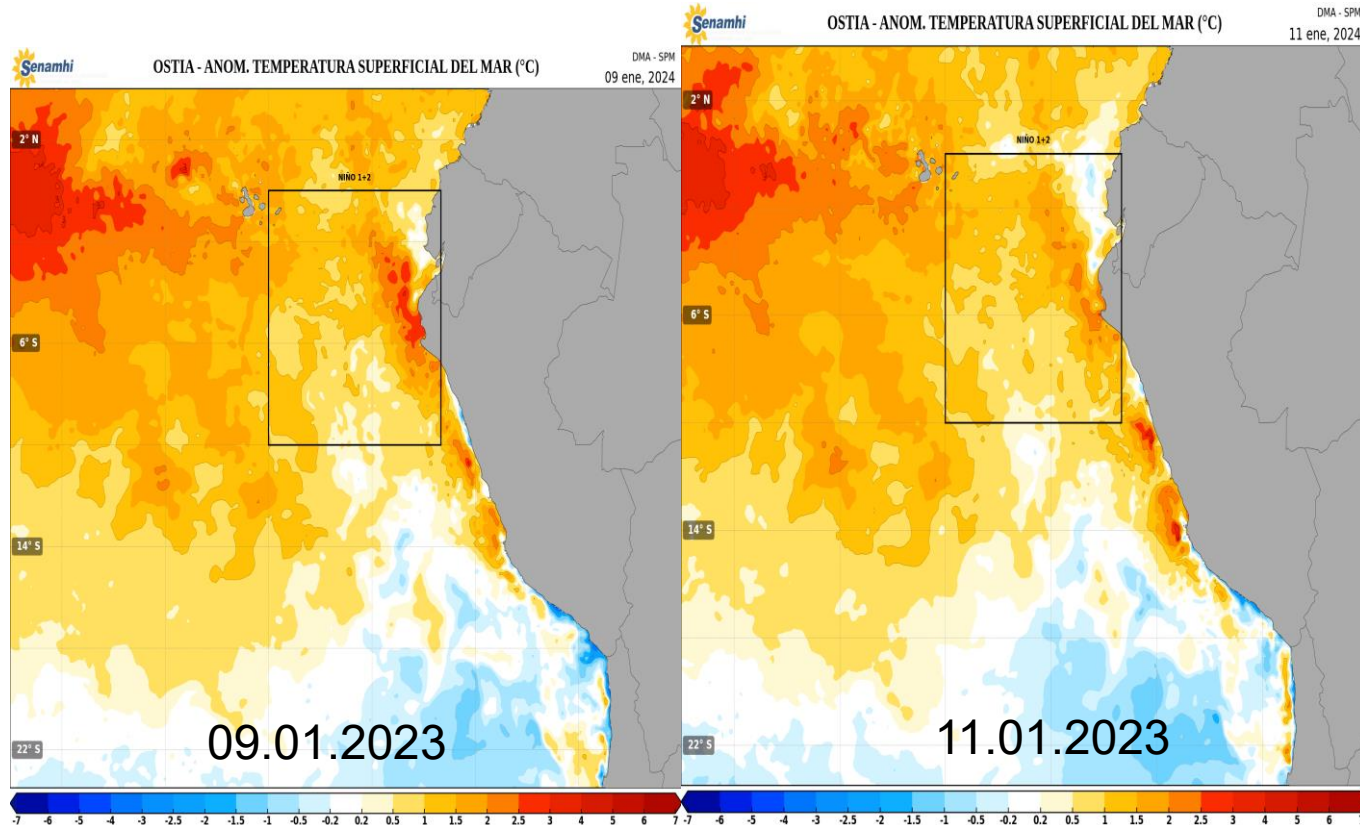 Senamhi
OSTIA - ANOM. TEMPERATURA SUPERFICIAL DEL MAR (°C)
DMA - SPM
09 ene, 2024
2° N
NIÑO 1+2
6° S
14° S
22° S
09.01.2023
-7 -6 -5 -4 -3 -2.5 -2 -1.5 -1 -0.5 -0.2 0.2 0.5 1 1.5 2 2.5 3 4 5 6 7
Senamhi
OSTIA - ANOM. TEMPERATURA SUPERFICIAL DEL MAR (°C)
DMA - SPM
11 ene, 2024
2° N
NIÑO 1+2
6° S
14° S
22° S
11.01.2023
-7 -6 -5 -4 -3 -2.5 -2 -1.5 -1 -0.5 -0.2 0.2 0.5 1 1.5 2 2.5 3 4 5 6